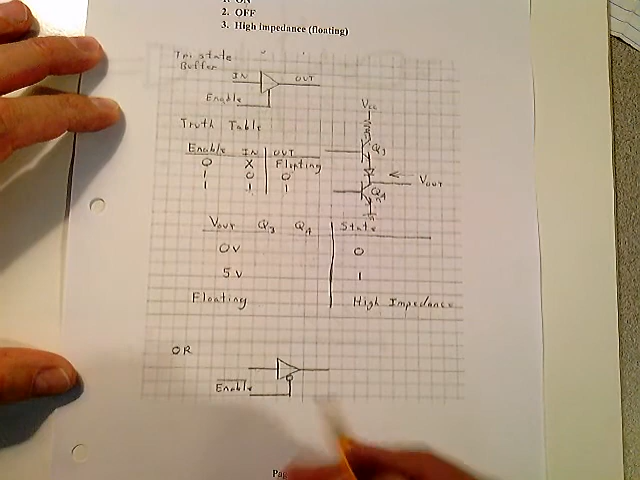 1. ON
2. OFF
3. High impedance (floating)
Tri state
Buffer
IN OUT
Enable
Vcc
Truth Table
Q3
Enable IN OUT
0 X Floating
1 0 0
1 1 1
Vout
Q4
Vout Q3 Q4 State
0V 0
5V 1
Floating High Impedance
OR
Enable